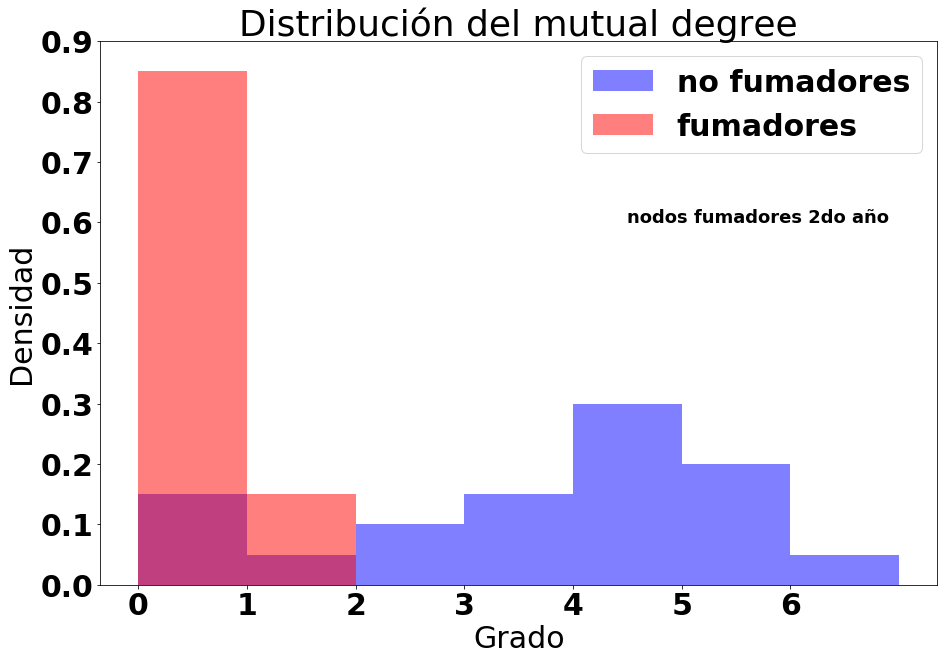 Distribución del mutual degree
0.9
0.8
0.7
0.6
0.5
0.4
0.3
0.2
0.1
0.0
Densidad
no fumadores
fumadores
nodos fumadores 2do año
0 1 2 3 4 5 6
Grado